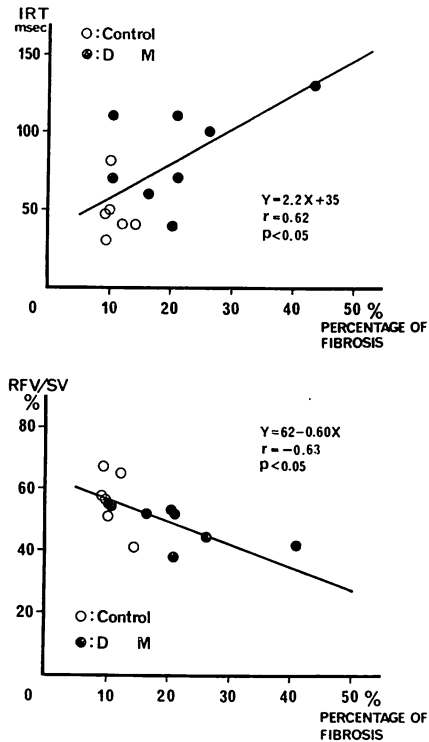 IRT
msec
○:Control
●:D M
150
100
50
Y=2.2X+35
r=0.62
p<0.05
0 10 20 30 40 50 %
PERCENTAGE OF
FIBROSIS
RFV/SV
%
80
Y=62-0.60X
r=-0.63
p<0.05
60
40
20
○:Control
●:D M
0 10 20 30 40 50 %
PERCENTAGE OF
FIBROSIS